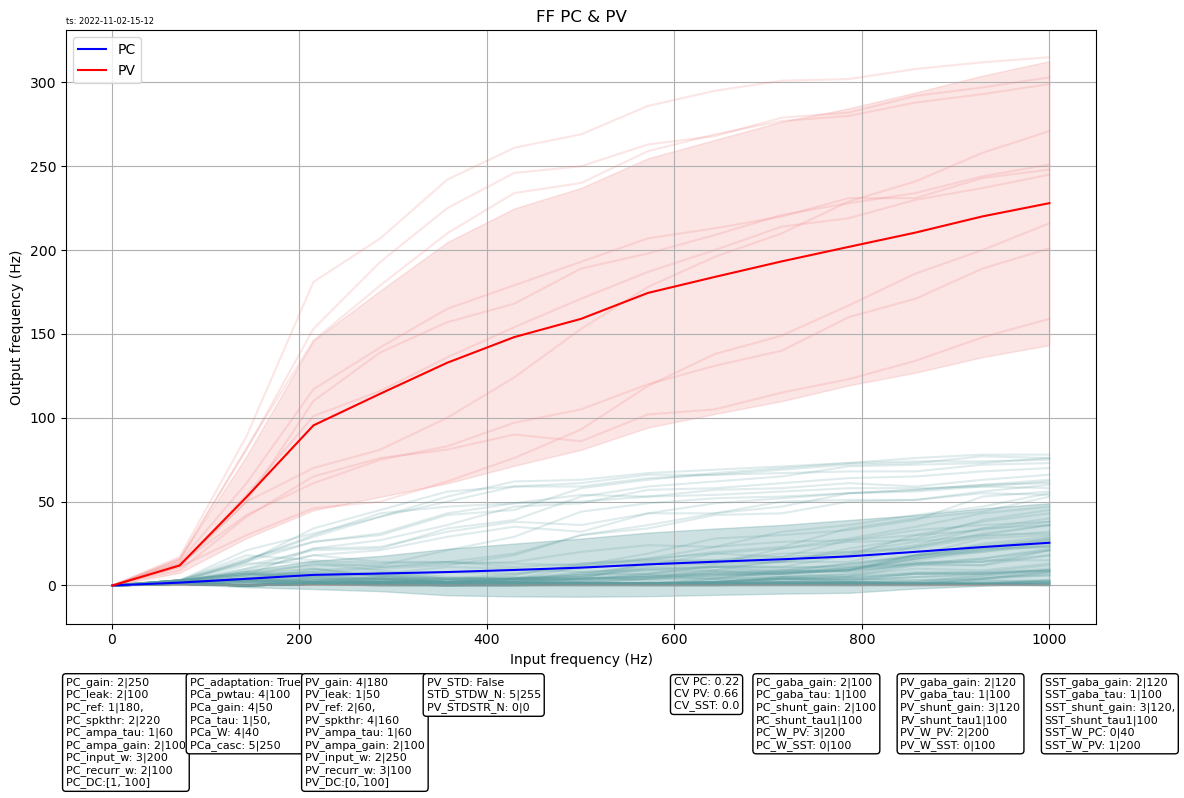 ts: 2022-11-02-15-12
FF PC & PV
PC
PV
300
250
200
150
100
50
0
Output frequency (Hz)
0 200 400 600 800 1000
Input frequency (Hz)
PC_gain: 2|250
PC_leak: 2|100
PC_ref: 1|180,
PC_spkthr: 2|220
PC_ampa_tau: 1|60
PC_ampa_gain: 2|100
PC_input_w: 3|200
PC_recurr_w: 2|100
PC_DC:[1, 100]
PC_adaptation: True
PCa_pwtau: 4|100
PCa_gain: 4|50
PCa_tau: 1|50,
PCa_W: 4|40
PCa_casc: 5|250
PV_gain: 4|180
PV_leak: 1|50
PV_ref: 2|60,
PV_spkthr: 4|160
PV_ampa_tau: 1|60
PV_ampa_gain: 2|100
PV_input_w: 2|250
PV_recurr_w: 3|100
PV_DC:[0, 100]
PV_STD: False
STD_STDW_N: 5|255
PV_STDSTR_N: 0|0
CV PC: 0.22
CV PV: 0.66
CV_SST: 0.0
PC_gaba_gain: 2|100
PC_gaba_tau: 1|100
PC_shunt_gain: 2|100
PC_shunt_tau1|100
PC_W_PV: 3|200
PC_W_SST: 0|100
PV_gaba_gain: 2|120
PV_gaba_tau: 1|100
PV_shunt_gain: 3|120
PV_shunt_tau1|100
PV_W_PV: 2|200
PV_W_SST: 0|100
SST_gaba_gain: 2|120
SST_gaba_tau: 1|100
SST_shunt_gain: 3|120,
SST_shunt_tau1|100
SST_W_PC: 0|40
SST_W_PV: 1|200